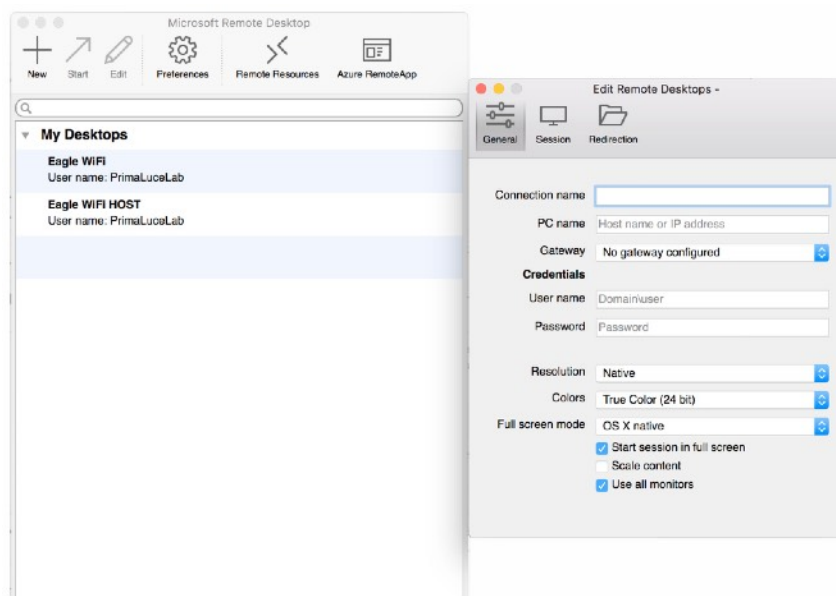 Microsoft Remote Desktop
New Start Edit Preferences Remote Resources Azure RemoteApp
My Desktops
Eagle WiFi
User name: PrimaLuceLab
Eagle WiFi HOST
User name: PrimaLuceLab
Edit Remote Desktops -
General Session Redirection
Connection name
PC name Host name or IP address
Gateway No gateway configured
Credentials
User name Domain\user
Password Password
Resolution Native
Colors True Color (24 bit)
Full screen mode OS X native
Start session in full screen
Scale content
Use all monitors